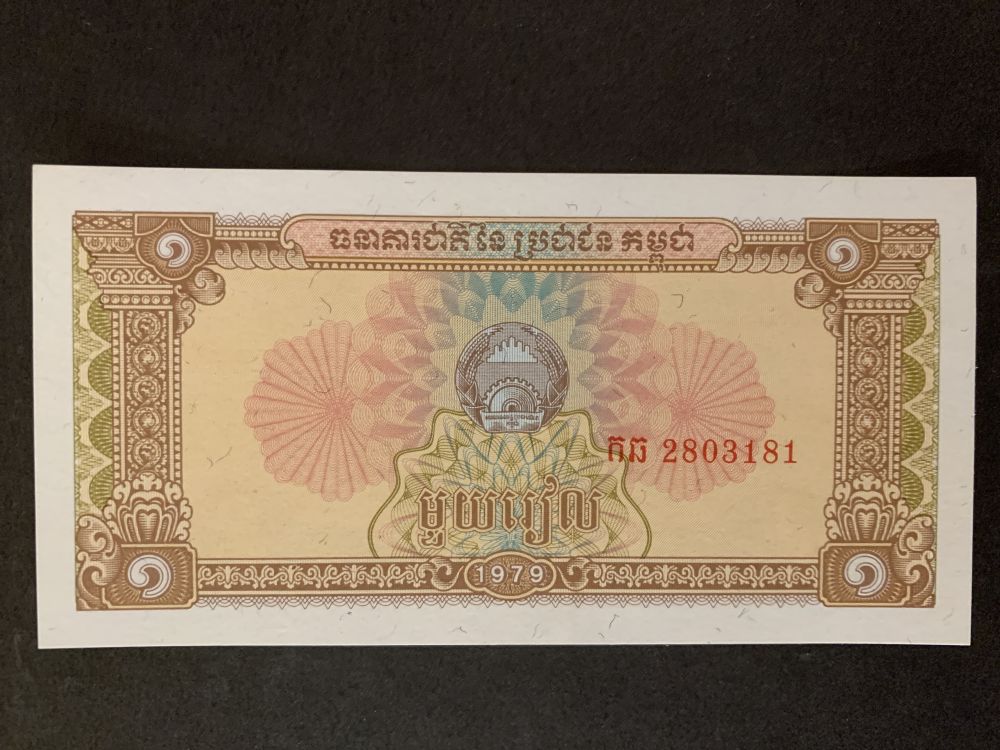 ១ ធនាគារជាតិ នៃ ប្រជាជន កម្ពុជា ១
កឆ 2803181
មួយរៀល
១ 1979 ១